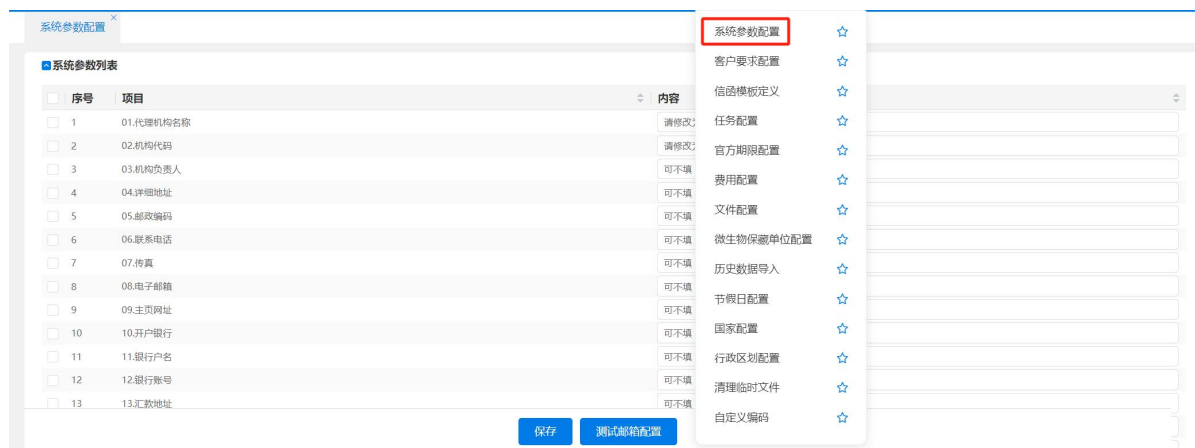 系统参数配置
系统参数列表
序号 项目 内容
1 01.代理机构名称 请修改为
2 02.机构代码 请修改为
3 03.机构负责人 可不填
4 04.详细地址 可不填
5 05.邮政编码 可不填
6 06.联系电话 可不填
7 07.传真 可不填
8 08.电子邮箱 可不填
9 09.主页网址 可不填
10 10.开户银行 可不填
11 11.银行户名 可不填
12 12.银行账号 可不填
13 13.汇款地址 可不填
保存 测试邮箱配置
系统参数配置
客户要求配置
信函模板定义
任务配置
官方期限配置
费用配置
文件配置
微生物保藏单位配置
历史数据导入
节假日配置
国家配置
行政区划配置
清理临时文件
自定义编码